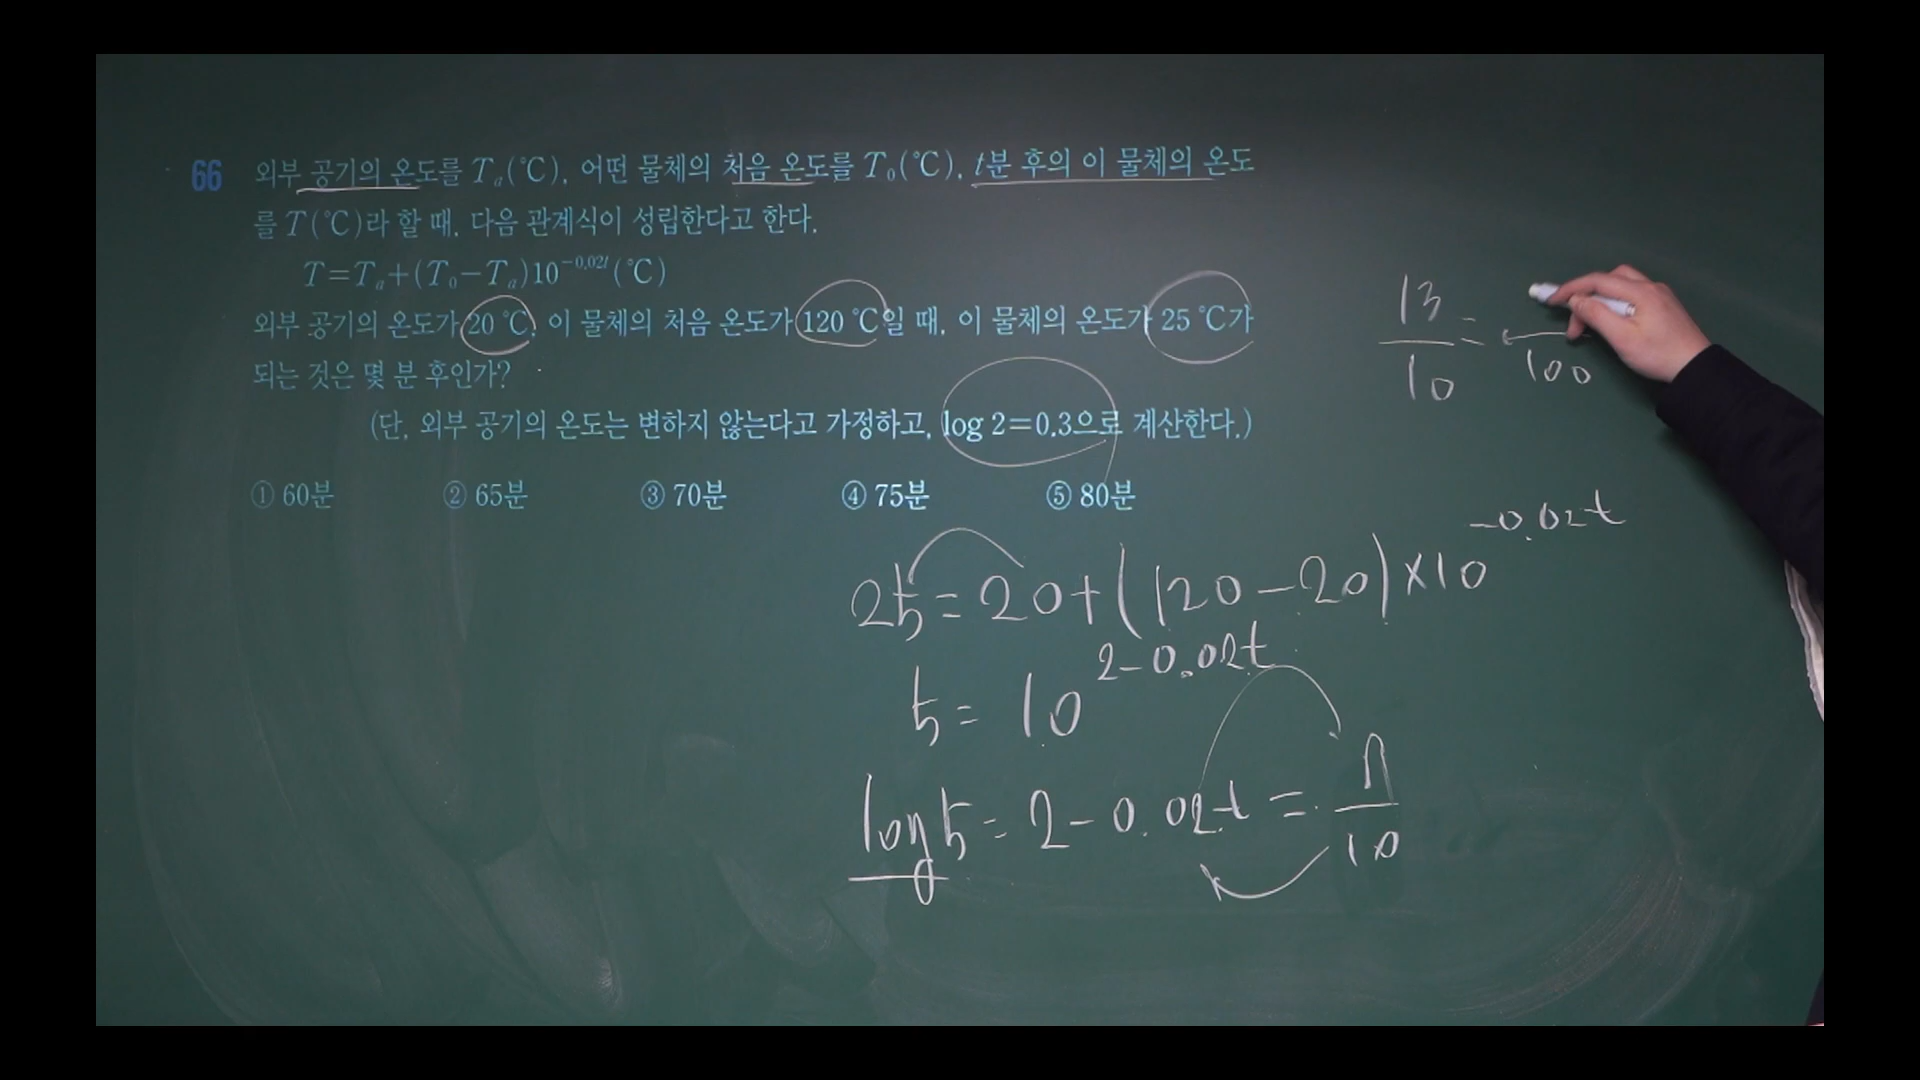 66 외부 공기의 온도를 Tₐ(℃), 어떤 물체의 처음 온도를 T₀(℃), t분 후의 이 물체의 온도
를 T(℃)라 할 때, 다음 관계식이 성립한다고 한다.
T=Tₐ+(T₀-Tₐ)10^(-0.02t)(℃)
외부 공기의 온도가 20 ℃, 이 물체의 처음 온도가 120 ℃일 때, 이 물체의 온도가 25 ℃가
되는 것은 몇 분 후인가?
(단, 외부 공기의 온도는 변하지 않는다고 가정하고, log 2=0.3으로 계산한다.)
① 60분 ② 65분 ③ 70분 ④ 75분 ⑤ 80분
13/10 = /100
25=20+(120-20)×10^(-0.02t)
5=10^(2-0.02t)
log5=2-0.02t=7/10